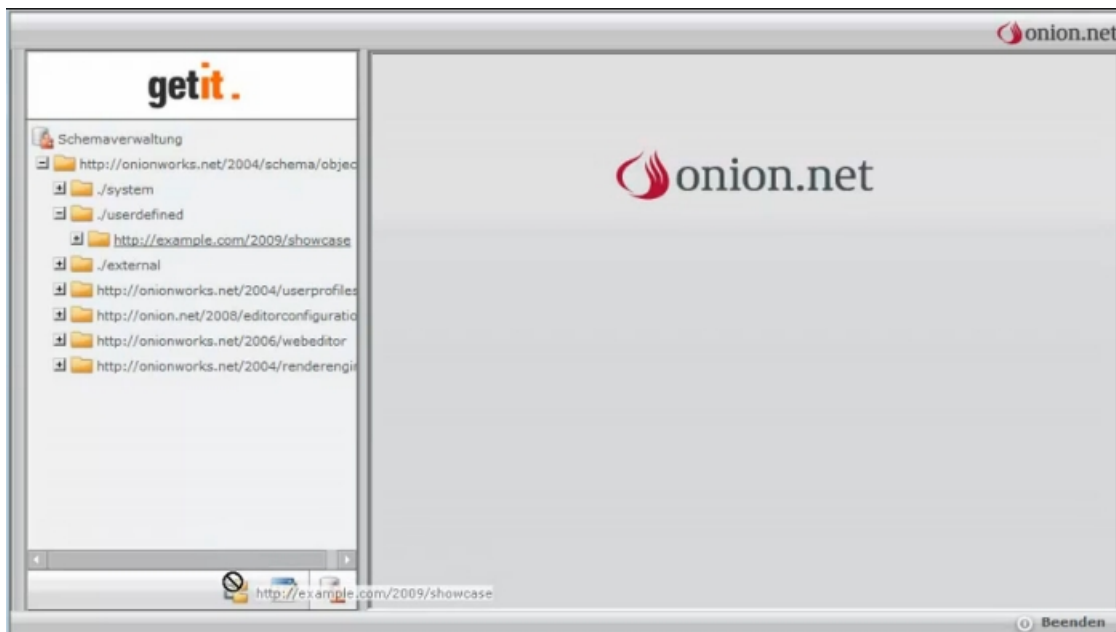 onion.net
getit.
Schemaverwaltung
http://onionworks.net/2004/schema/objec
./system
./userdefined
http://example.com/2009/showcase
./external
http://onionworks.net/2004/userprofiles
http://onion.net/2008/editorconfiguratio
http://onionworks.net/2006/webeditor
http://onionworks.net/2004/renderengin
onion.net
http://example.com/2009/showcase
Beenden